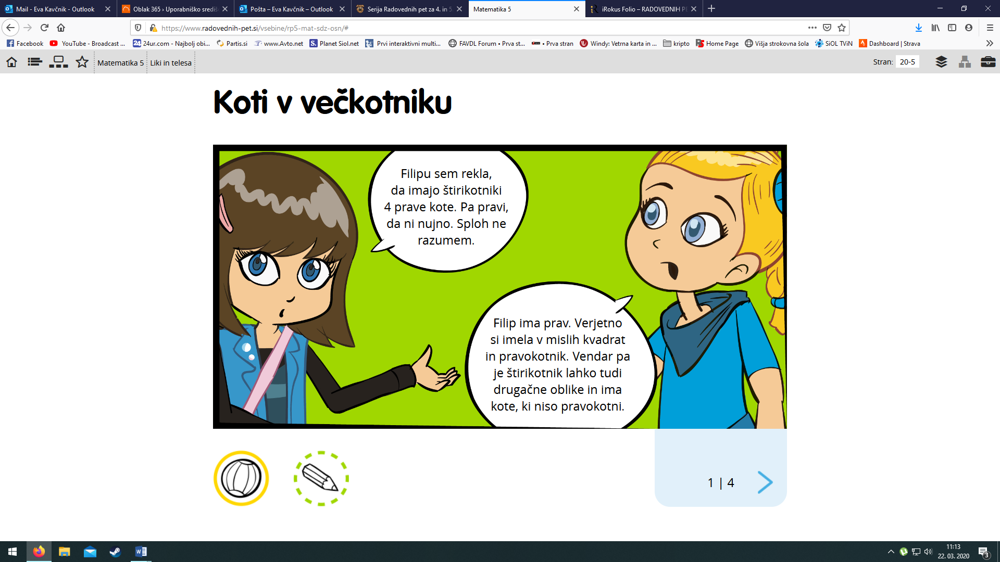 Mail - Eva Kavčnik - Outlook
Oblak 365 › Uporabniško središ
Pošta – Eva Kavčnik – Outlook
Serija Radovednih pet za 4. in 5.
Matematika 5
iRokus Folio – RADOVEDNIH PE
https://www.radovednih-pet.si/vsebine/rp5-mat-sdz-osn/#
Facebook
YouTube - Broadcast ...
24ur.com - Najbolj obi...
Partis.si
www.Avto.net
Planet Siol.net
Prvi interaktivni multi...
FAVDL Forum • Prva st...
• Prva stran
Windy: Vetrna karta in ...
kripto
Home Page
Višja strokovna šola
SiOL TViN
Dashboard | Strava
Matematika 5
Liki in telesa
Stran: 20-5
Koti v večkotniku
Filipu sem rekla,
da imajo štirikotniki
4 prave kote. Pa pravi,
da ni nujno. Sploh ne
razumem.
Filip ima prav. Verjetno
si imela v mislih kvadrat
in pravokotnik. Vendar pa
je štirikotnik lahko tudi
drugačne oblike in ima
kote, ki niso pravokotni.
1 | 4
11:13
22. 03. 2020
3